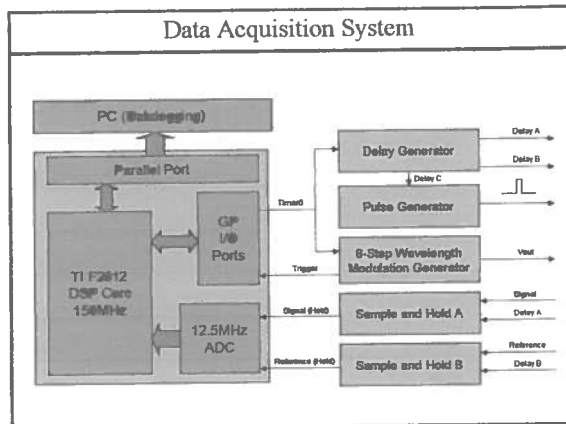 Data Acquisition System
PC (Debugging)
Parallel Port
TI F2812
DSP Core
150MHz
GP
I/O
Ports
12.5MHz
ADC
Timer0
Trigger
Signal (Hold)
Reference (Hold)
Delay Generator
Delay C
Pulse Generator
8-Step Wavelength
Modulation Generator
Sample and Hold A
Sample and Hold B
Delay A
Delay B
Vout
Signal
Delay A
Reference
Delay B